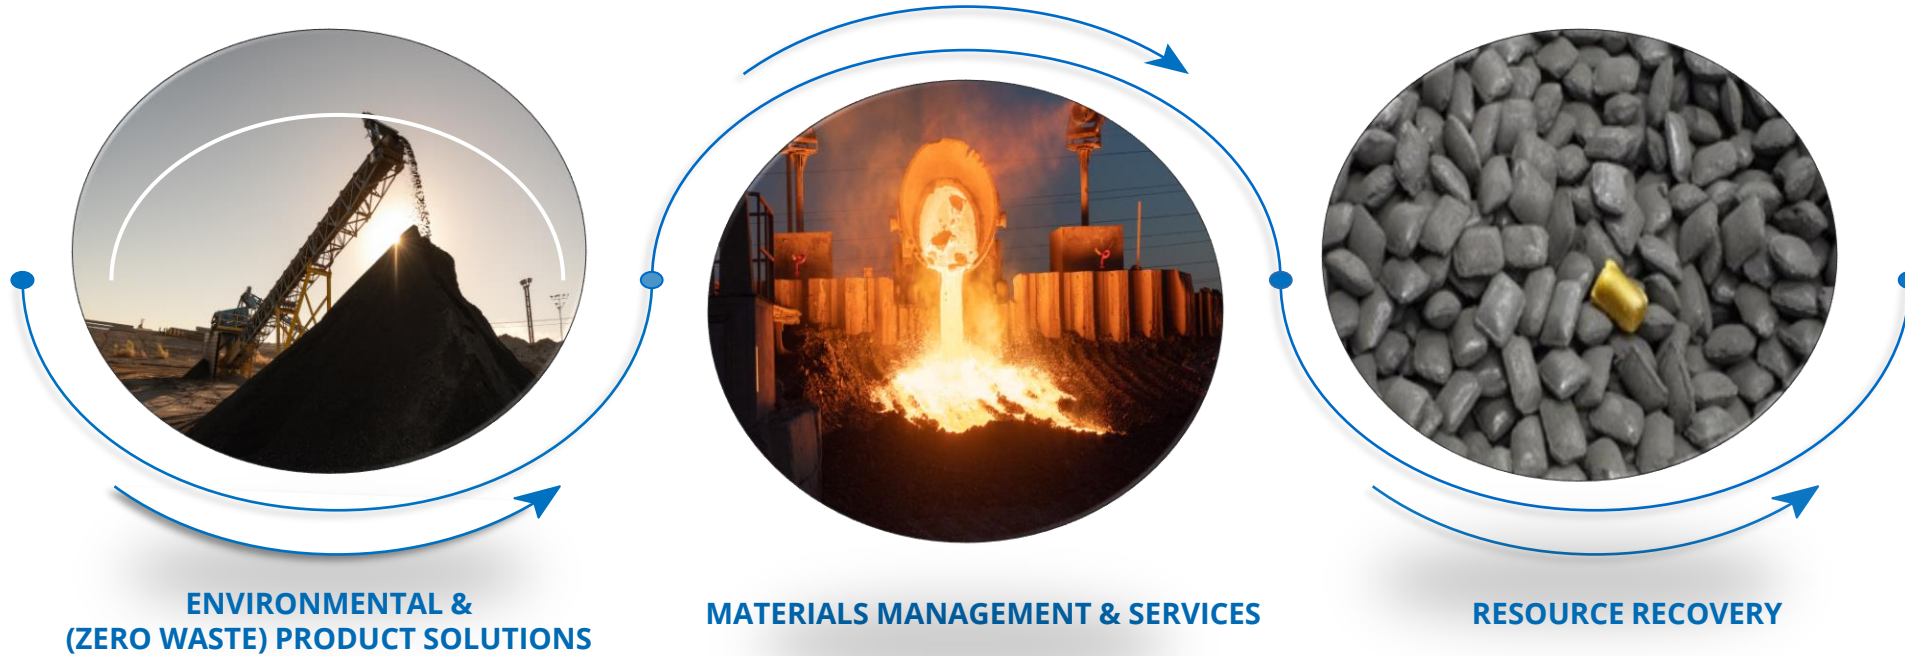 ENVIRONMENTAL &
(ZERO WASTE) PRODUCT SOLUTIONS
MATERIALS MANAGEMENT & SERVICES
RESOURCE RECOVERY